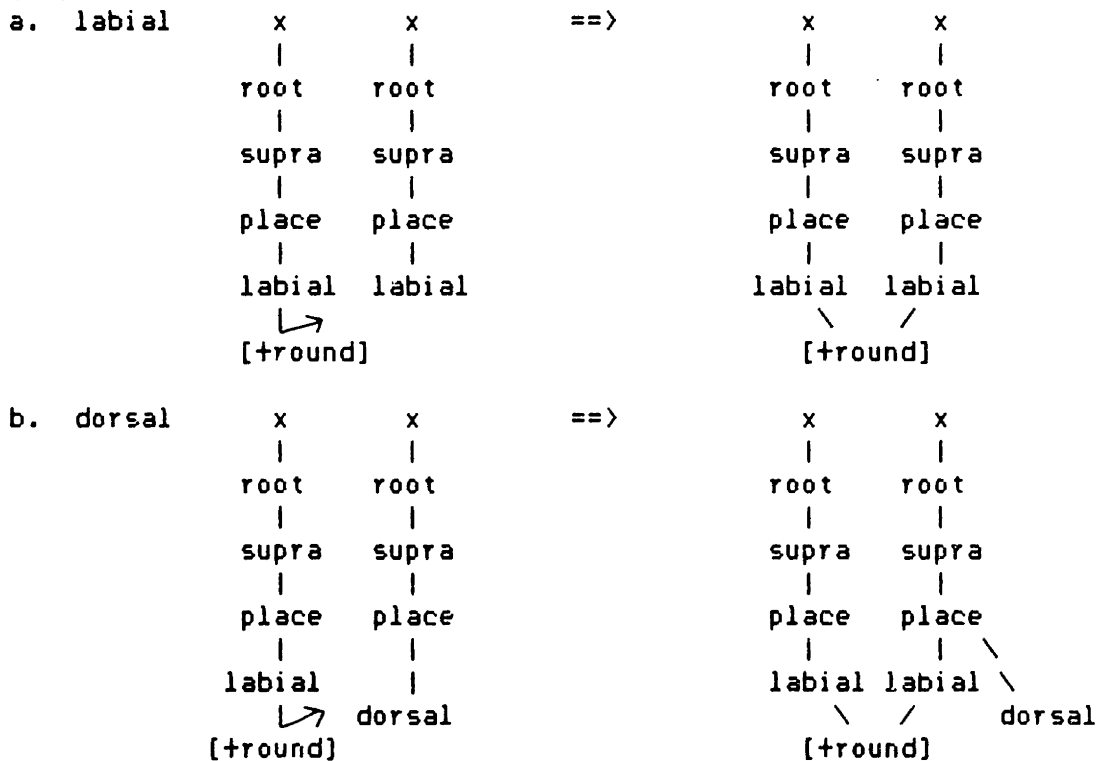 a. labial x x ==> x x
root root root root
supra supra supra supra
place place place place
labial labial labial labial
[+round] [+round]
b. dorsal x x ==> x x
root root root root
supra supra supra supra
place place place place
labial labial labial
dorsal dorsal
[+round] [+round]